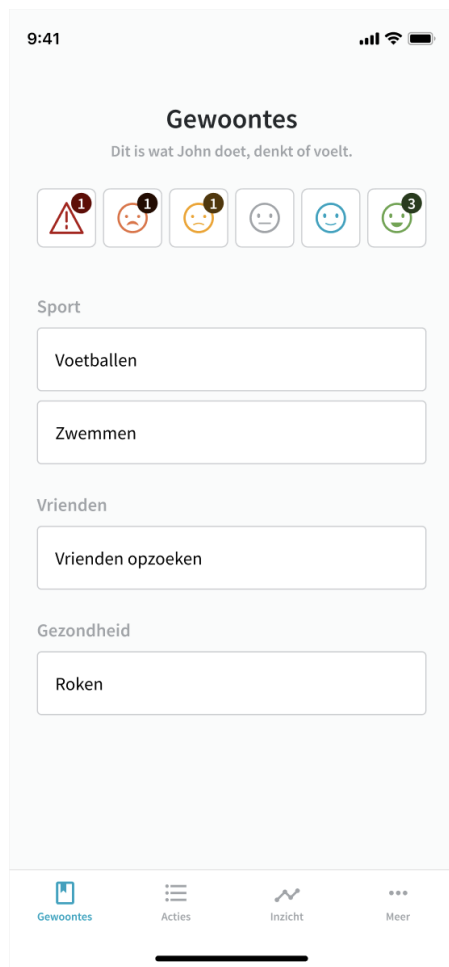 9:41
Gewoontes
Dit is wat John doet, denkt of voelt.
1 1 1 3
Sport
Voetballen
Zwemmen
Vrienden
Vrienden opzoeken
Gezondheid
Roken
Gewoontes Acties Inzicht Meer